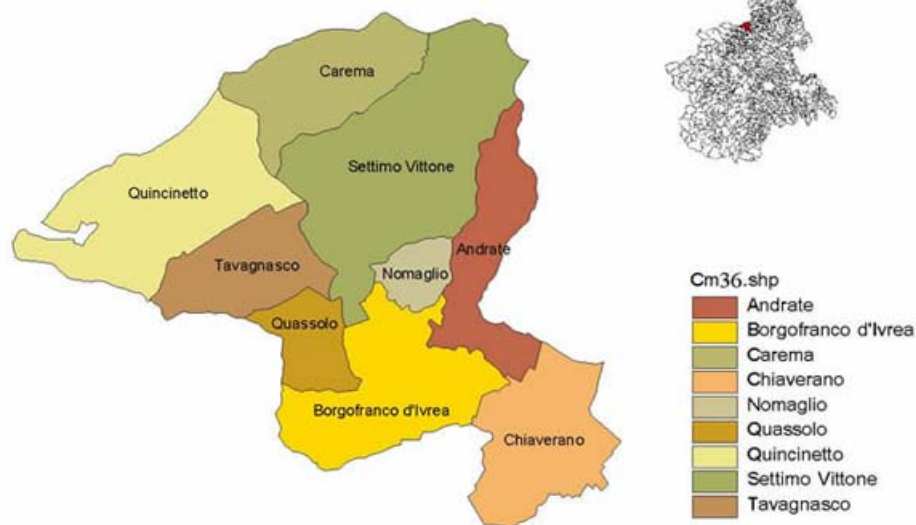 Carema
Settimo Vittone
Quincinetto
Andrate
Tavagnasco
Nomaglio
Quassolo
Borgofranco d'Ivrea
Chiaverano
Cm36.shp
Andrate
Borgofranco d'Ivrea
Carema
Chiaverano
Nomaglio
Quassolo
Quincinetto
Settimo Vittone
Tavagnasco